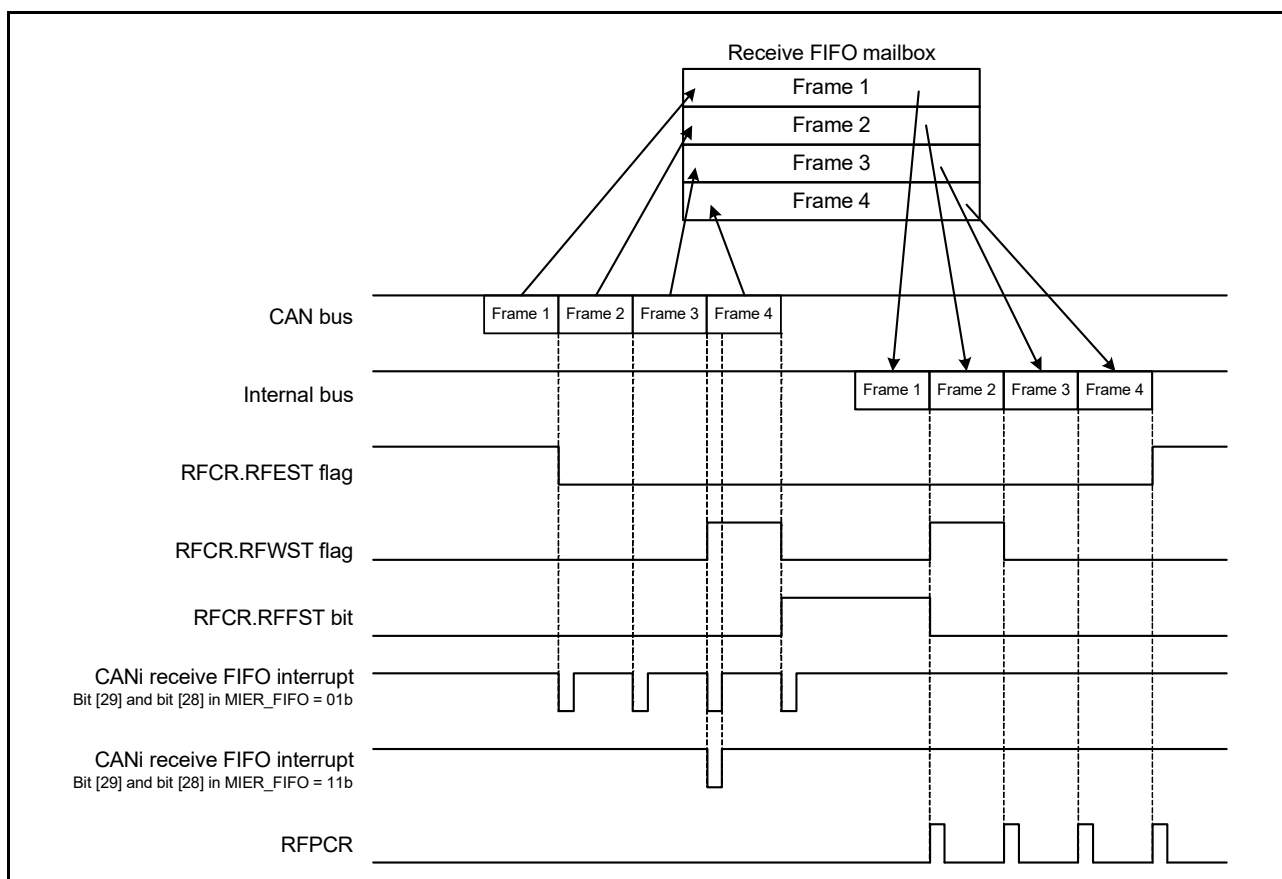 Receive FIFO mailbox
Frame 1
Frame 2
Frame 3
Frame 4
CAN bus
Frame 1 Frame 2 Frame 3 Frame 4
Internal bus
Frame 1 Frame 2 Frame 3 Frame 4
RFCR.RFEST flag
RFCR.RFWST flag
RFCR.RFFST bit
CANi receive FIFO interrupt
Bit [29] and bit [28] in MIER_FIFO = 01b
CANi receive FIFO interrupt
Bit [29] and bit [28] in MIER_FIFO = 11b
RFPCR